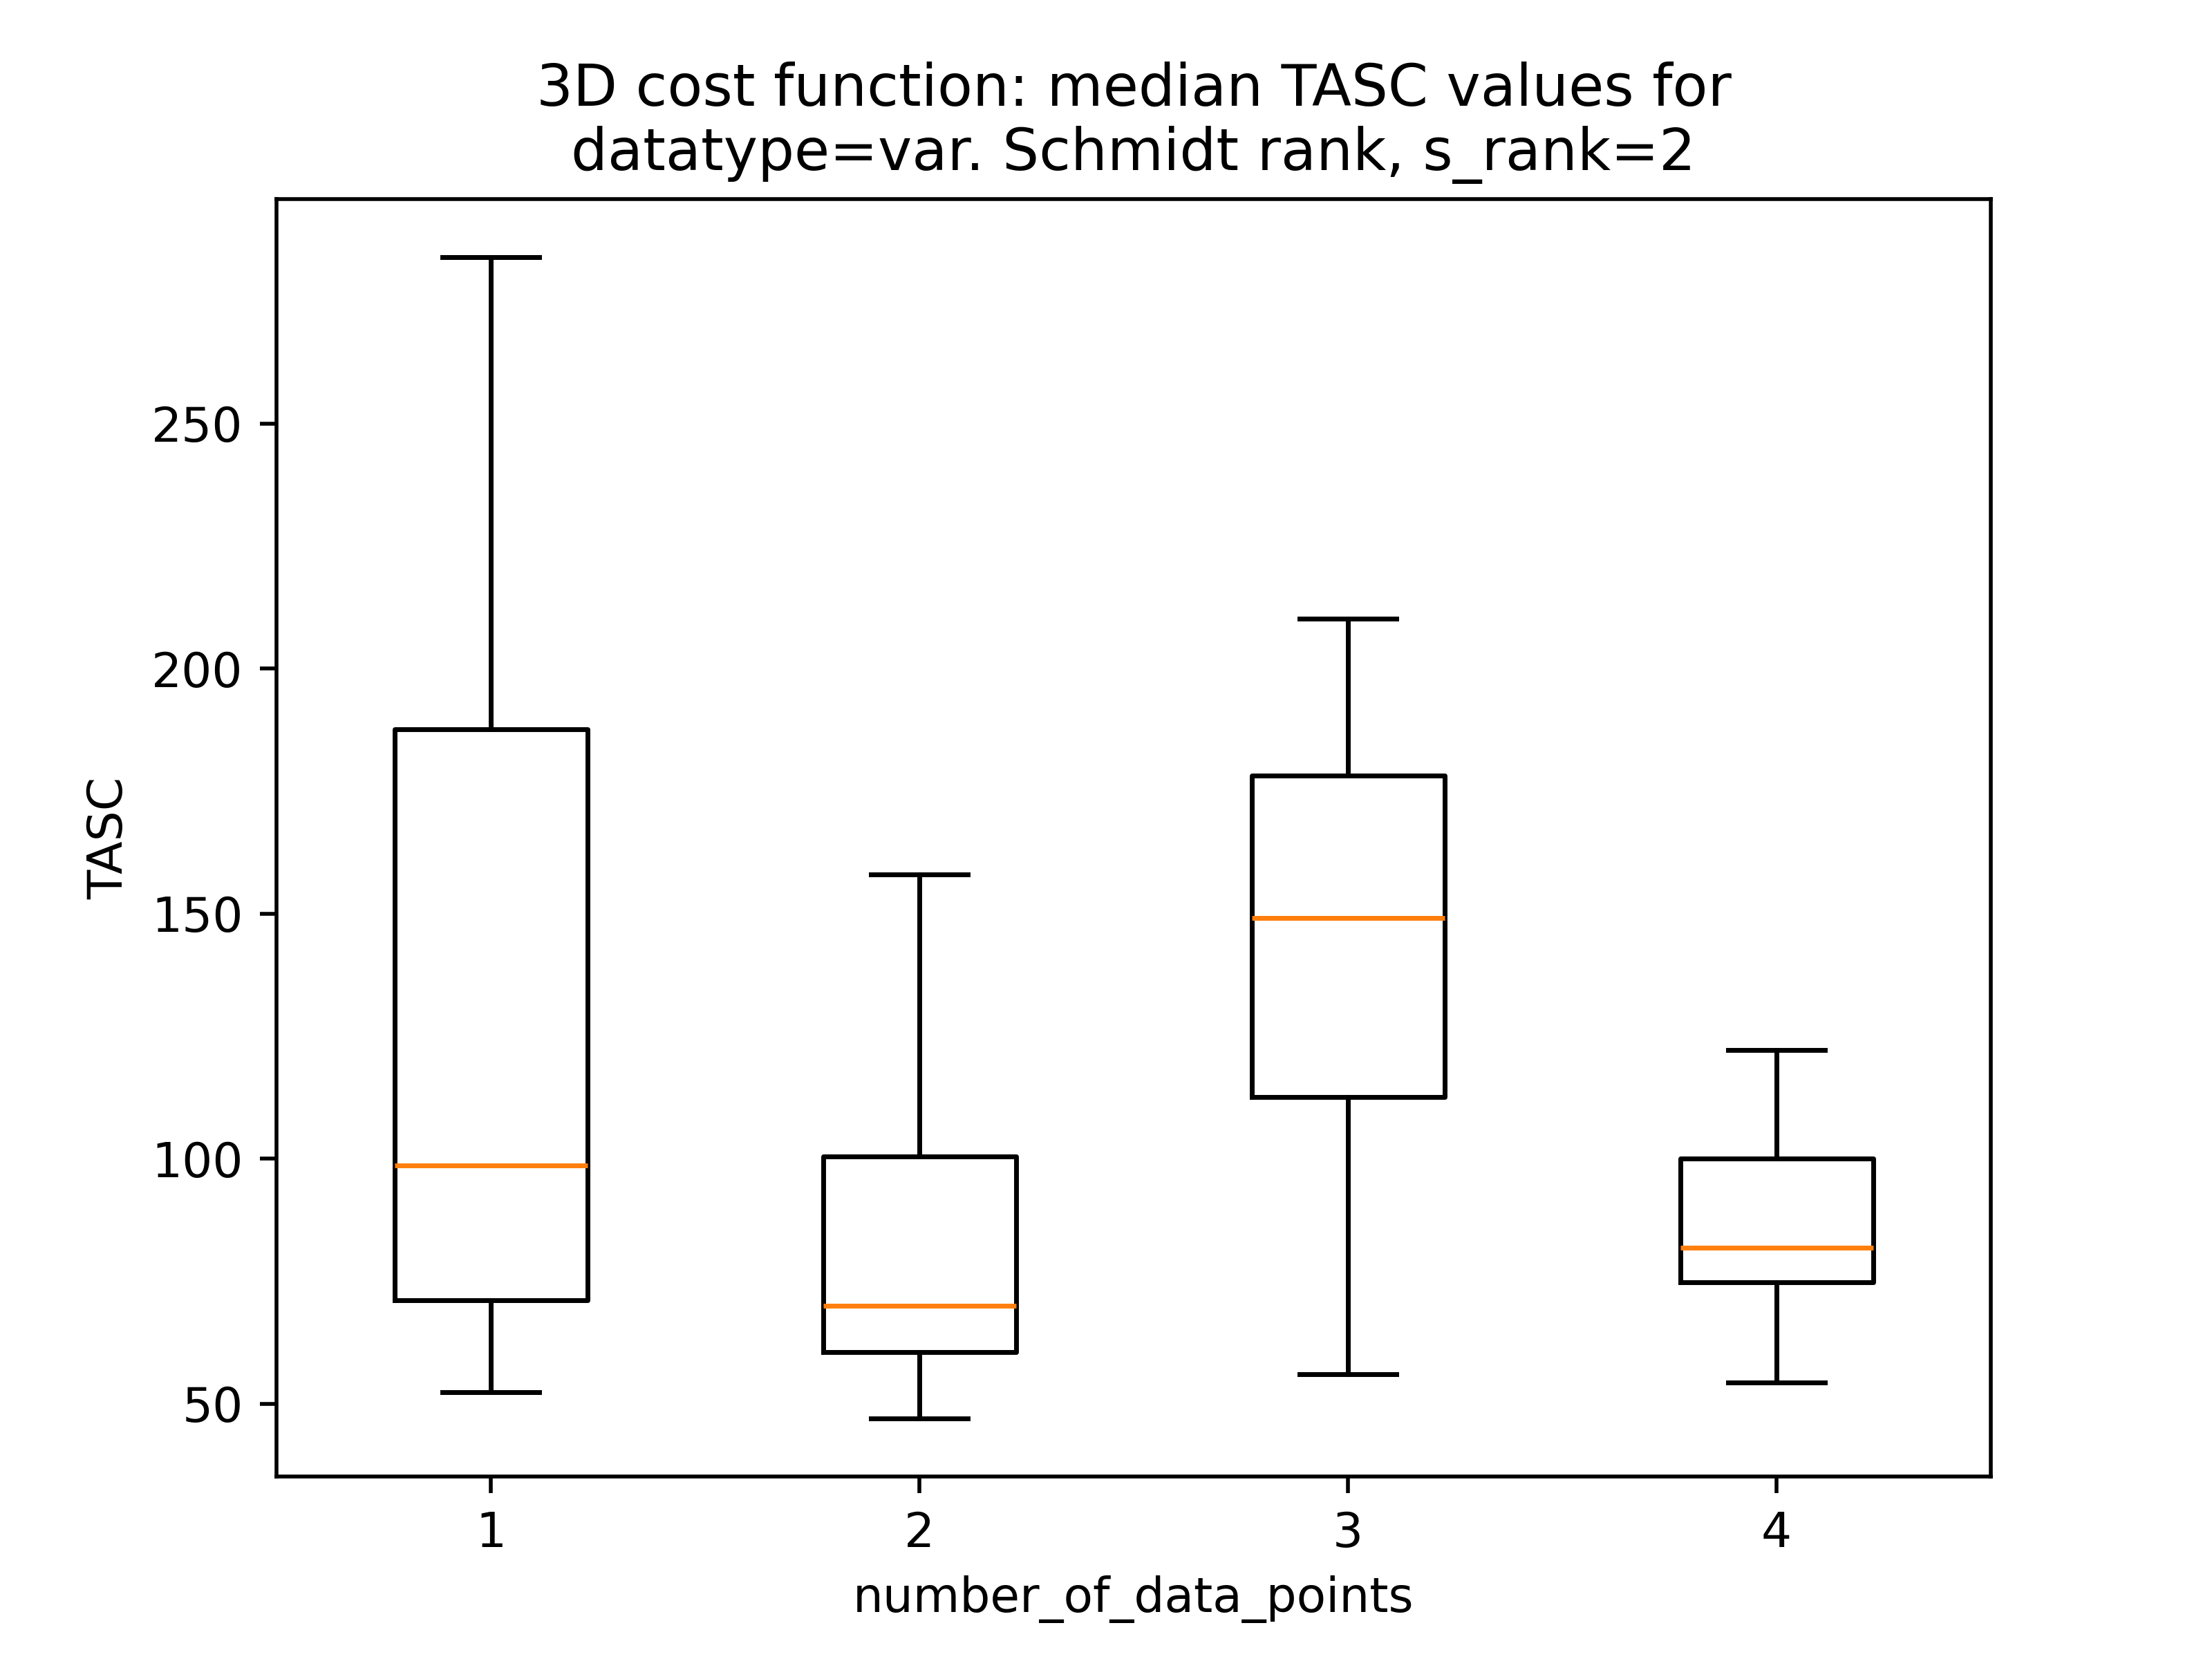 3D cost function: median TASC values for
datatype=var. Schmidt rank, s_rank=2
TASC
250
200
150
100
50
1 2 3 4
number_of_data_points